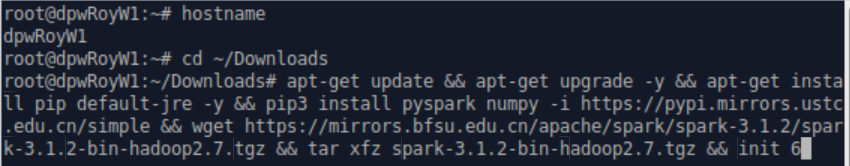 root@dpwRoyW1:~# hostname
dpwRoyW1
root@dpwRoyW1:~# cd ~/Downloads
root@dpwRoyW1:~/Downloads# apt-get update && apt-get upgrade -y && apt-get insta
ll pip default-jre -y && pip3 install pyspark numpy -i https://pypi.mirrors.ustc
.edu.cn/simple && wget https://mirrors.bfsu.edu.cn/apache/spark/spark-3.1.2/spar
k-3.1.2-bin-hadoop2.7.tgz && tar xfz spark-3.1.2-bin-hadoop2.7.tgz && init 6